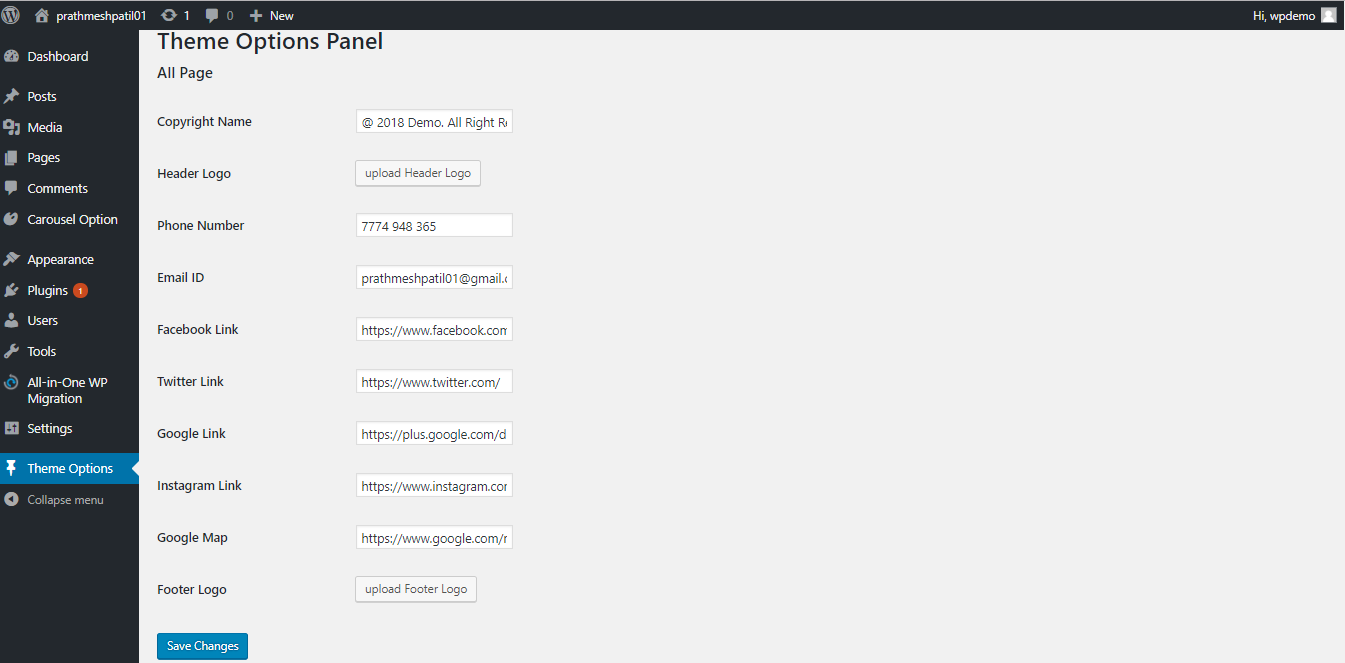 prathmeshpatil01 1 0 New Hi, wpdemo
Dashboard
Posts
Media
Pages
Comments
Carousel Option
Appearance
Plugins 1
Users
Tools
All-in-One WP
Migration
Settings
Theme Options
Collapse menu
Theme Options Panel
All Page
Copyright Name @ 2018 Demo. All Right Re
Header Logo upload Header Logo
Phone Number 7774 948 365
Email ID prathmeshpatil01@gmail.c
Facebook Link https://www.facebook.com
Twitter Link https://www.twitter.com/
Google Link https://plus.google.com/d
Instagram Link https://www.instagram.cor
Google Map https://www.google.com/r
Footer Logo upload Footer Logo
Save Changes